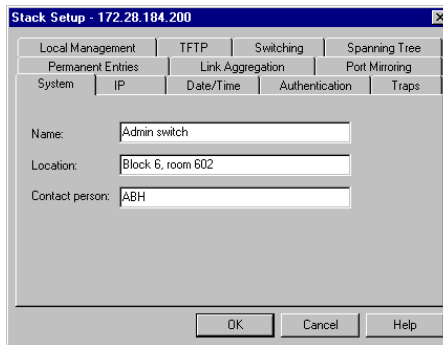 Stack Setup - 172.28.184.200
Local Management TFTP Switching Spanning Tree
Permanent Entries Link Aggregation Port Mirroring
System IP Date/Time Authentication Traps
Name: Admin switch
Location: Block 6, room 602
Contact person: ABH
OK Cancel Help